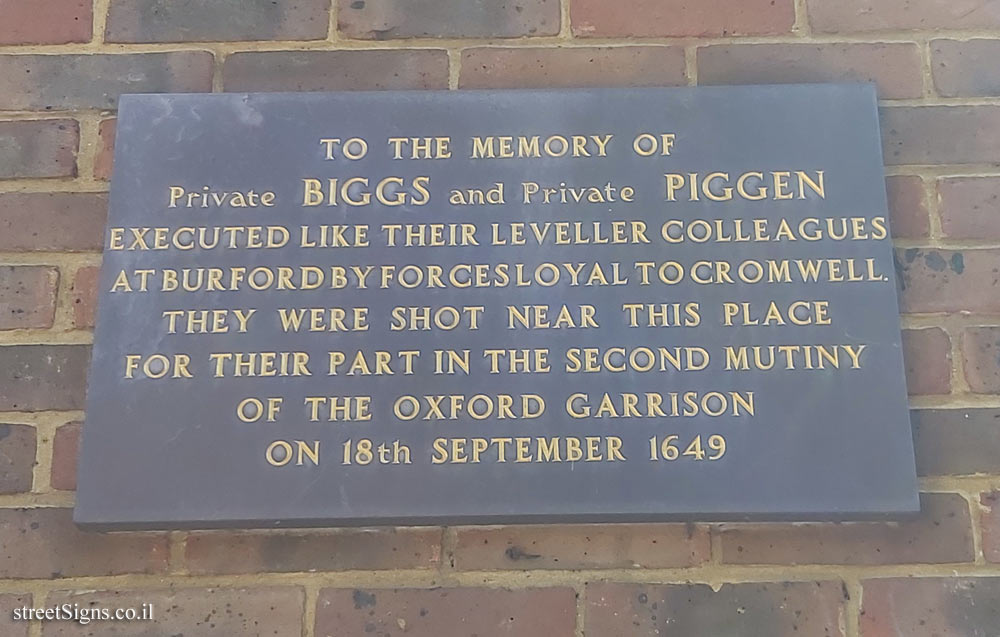 TO THE MEMORY OF
Private BIGGS and Private PIGGEN
EXECUTED LIKE THEIR LEVELLER COLLEAGUES
AT BURFORD BY FORCES LOYAL TO CROMWELL.
THEY WERE SHOT NEAR THIS PLACE
FOR THEIR PART IN THE SECOND MUTINY
OF THE OXFORD GARRISON
ON 18th SEPTEMBER 1649
streetSigns.co.il